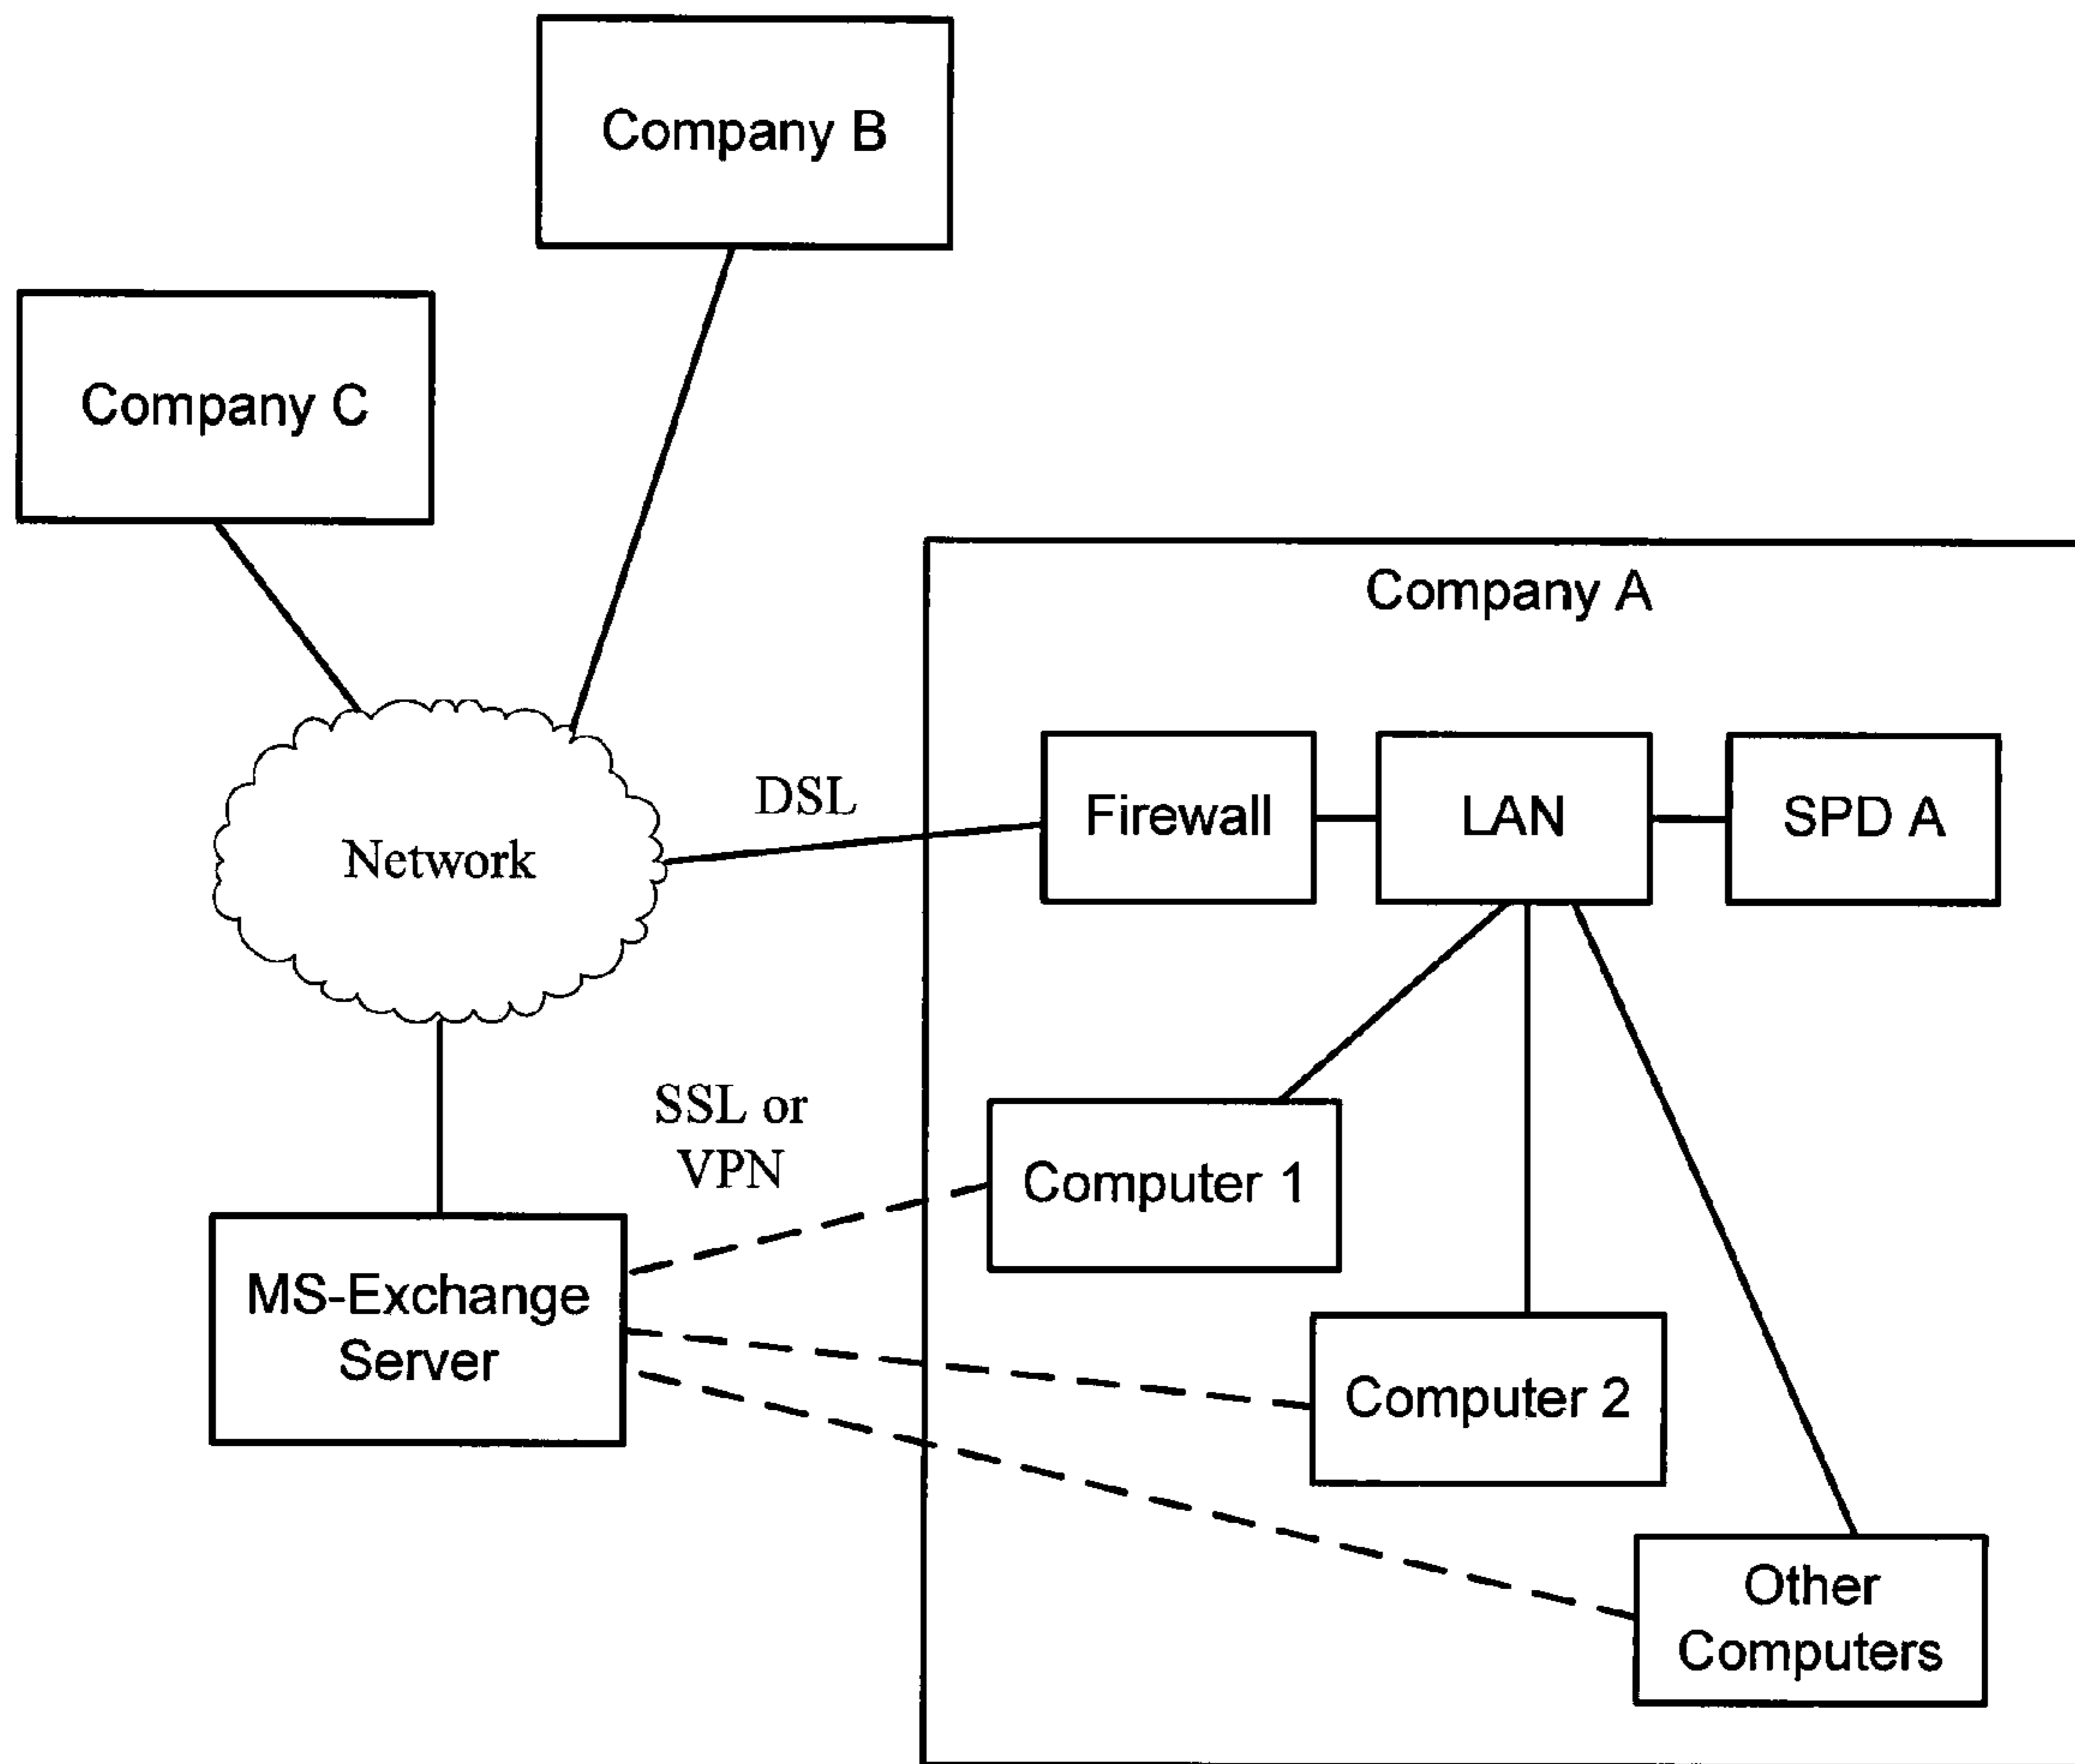 Company B
Company C
Company A
DSL
Firewall
LAN
SPD A
Network
SSL or
VPN
Computer 1
MS-Exchange
Server
Computer 2
Other
Computers